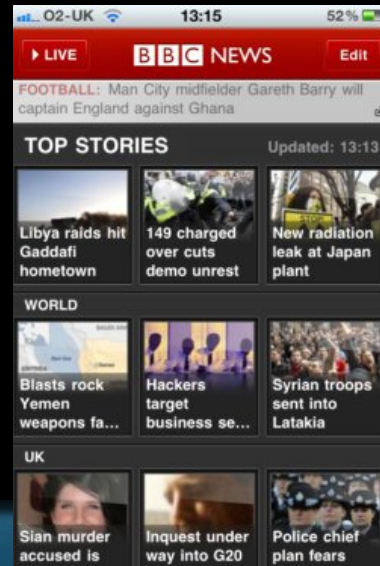 O2-UK 13:15 52%
LIVE BBC NEWS Edit
FOOTBALL: Man City midfielder Gareth Barry will
captain England against Ghana
TOP STORIES Updated: 13:13
Libya raids hit
Gaddafi
hometown
149 charged
over cuts
demo unrest
New radiation
leak at Japan
plant
WORLD
Blasts rock
Yemen
weapons fa...
Hackers
target
business se...
Syrian troops
sent into
Latakia
UK
Sian murder
accused is
Inquest under
way into G20
Police chief
plan fears